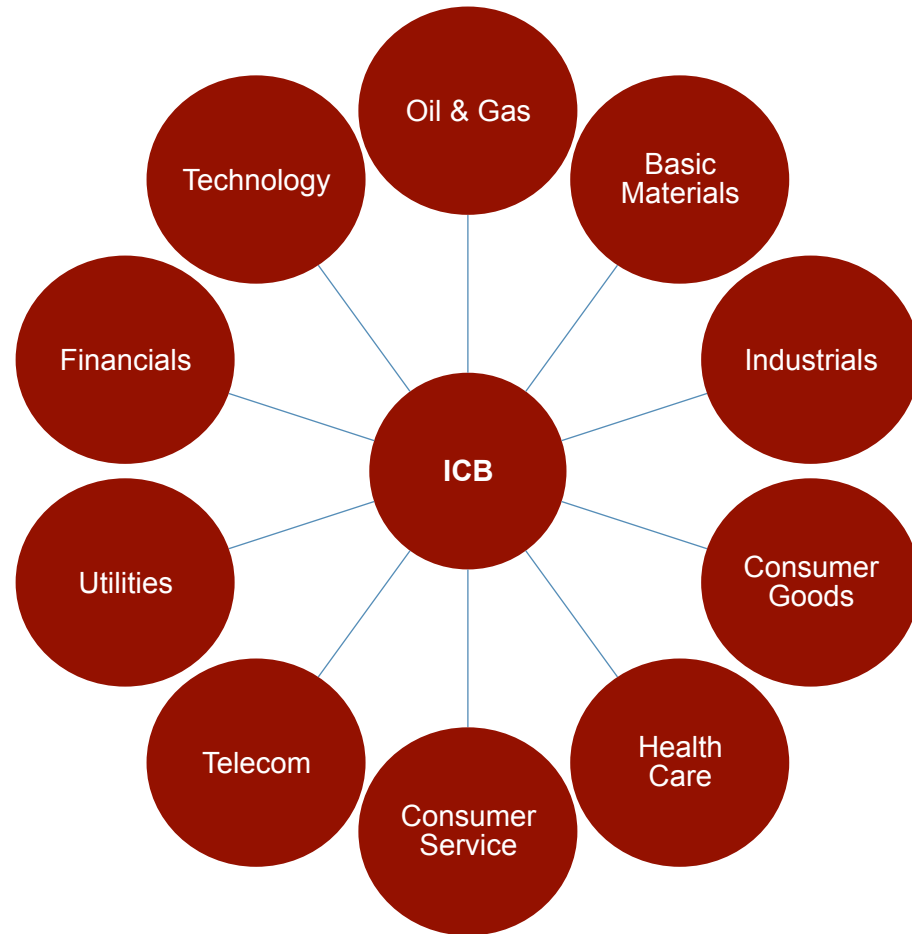 Oil & Gas
Basic
Materials
Industrials
Consumer
Goods
Health
Care
Consumer
Service
Telecom
Utilities
Financials
Technology
ICB